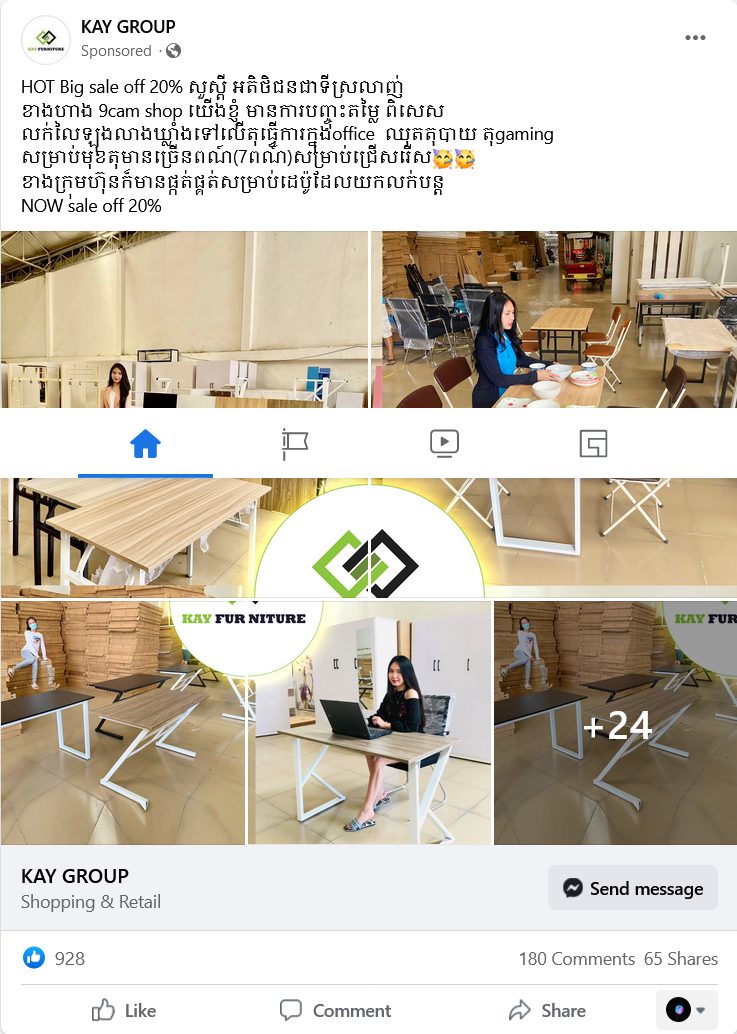 KAY GROUP
KAY FURNITURE
Sponsored ·
HOT Big sale off 20% សួស្ដី អតិថិជនជាទីស្រលាញ់
ខាងហាង 9cam shop យើងខ្ញុំ មានការបញ្ចុះតម្លៃ ពិសេស
លក់លៃឡុងលាងឃ្លាំងទៅលើតុធ្វើការក្នុងoffice ឈុតតុបាយ តុgaming
សម្រាប់មុខតុមានច្រើនពណ៍(7ពណ៍)សម្រាប់ជ្រើសរើស🥳🥳
ខាងក្រុមហ៊ុនក៏មានផ្គត់ផ្គត់សម្រាប់ដេប៉ូដែលយកលក់បន្ត
NOW sale off 20%
KAY FURNITURE
KAY FURN
+24
KAY GROUP
Shopping & Retail
Send message
928
180 Comments 65 Shares
Like
Comment
Share